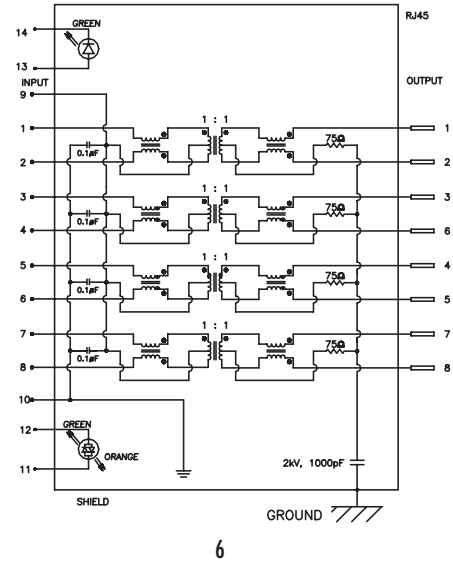 GREEN
RJ45
14
13
INPUT
OUTPUT
9
1 : 1
1
75Ω
1
0.1µF
2
2
1 : 1
3
75Ω
3
0.1µF
4
6
1 : 1
5
75Ω
4
0.1µF
6
5
1 : 1
7
75Ω
7
0.1µF
8
8
10
12
GREEN
ORANGE
11
2kV, 1000pF
SHIELD
GROUND
6